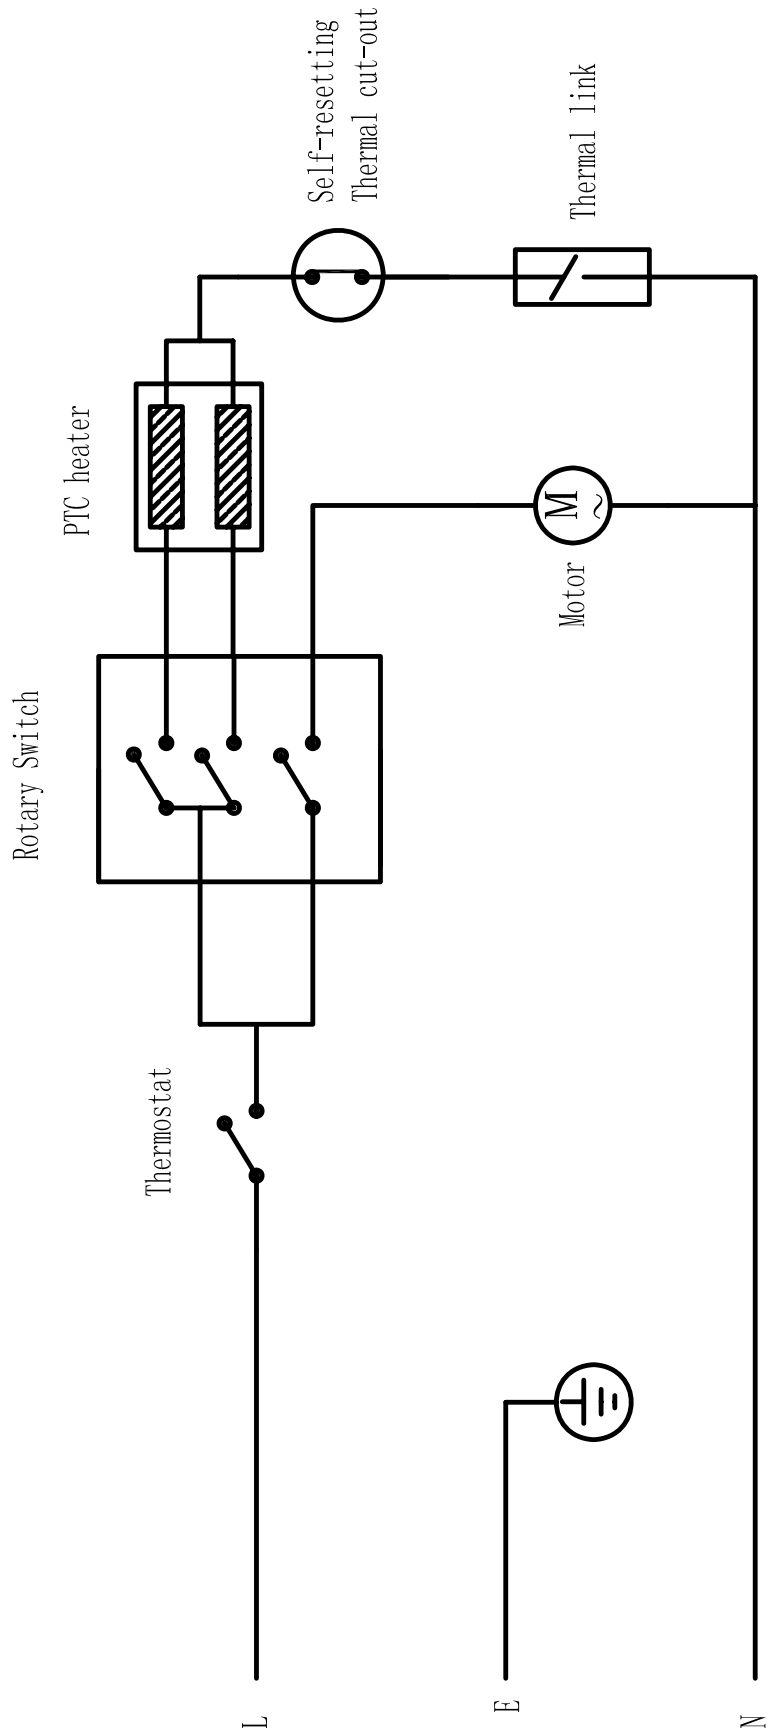 Rotary Switch
PTC heater
Self-resetting
Thermal cut-out
Thermal link
Thermostat
Motor
M
~
L
E
N